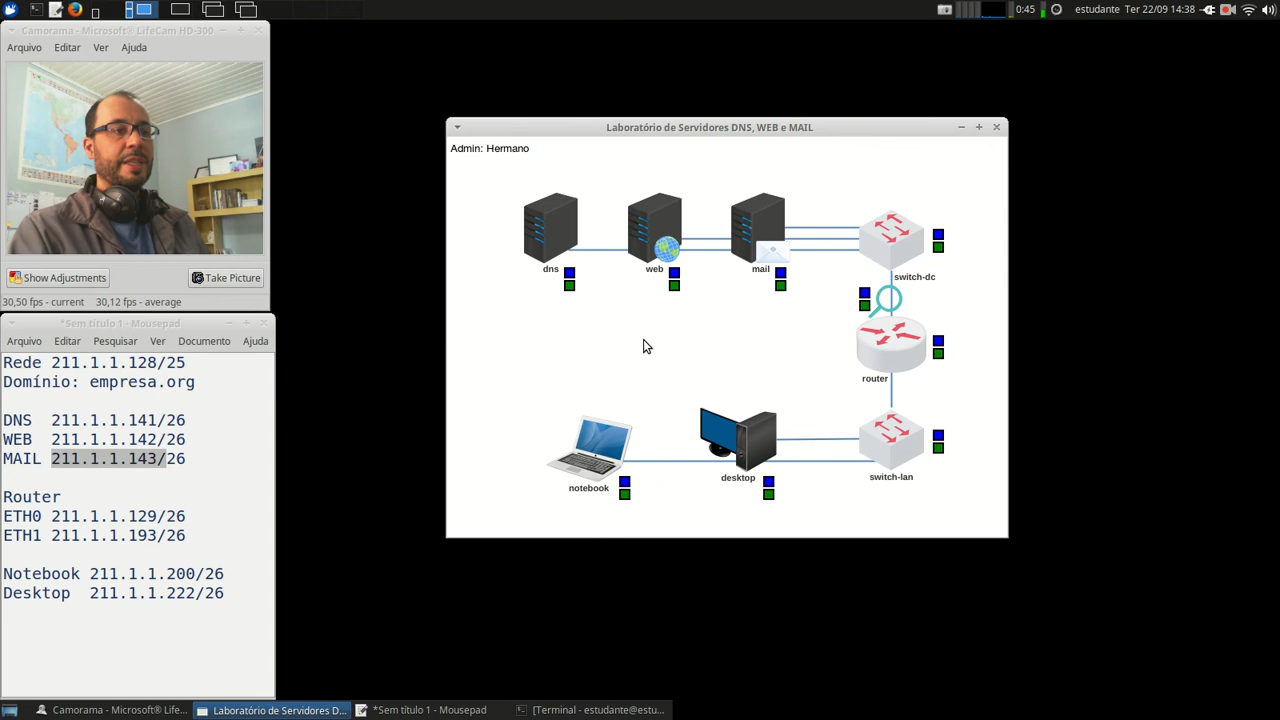 0:45
estudante Ter 22/09 14:38
Camorama - Microsoft® LifeCam HD-300
Arquivo Editar Ver Ajuda
Show Adjustments
Take Picture
30,50 fps - current 30,12 fps - average
*Sem título 1 - Mousepad
Arquivo Editar Pesquisar Ver Documento Ajuda
Rede 211.1.1.128/25
Domínio: empresa.org
DNS 211.1.1.141/26
WEB 211.1.1.142/26
MAIL 211.1.1.143/26
Router
ETH0 211.1.1.129/26
ETH1 211.1.1.193/26
Notebook 211.1.1.200/26
Desktop 211.1.1.222/26
Laboratório de Servidores DNS, WEB e MAIL
Admin: Hermano
dns
web
mail
switch-dc
router
notebook
desktop
switch-lan
Camorama - Microsoft® Life...
Laboratório de Servidores D...
*Sem título 1 - Mousepad
[Terminal - estudante@estu...